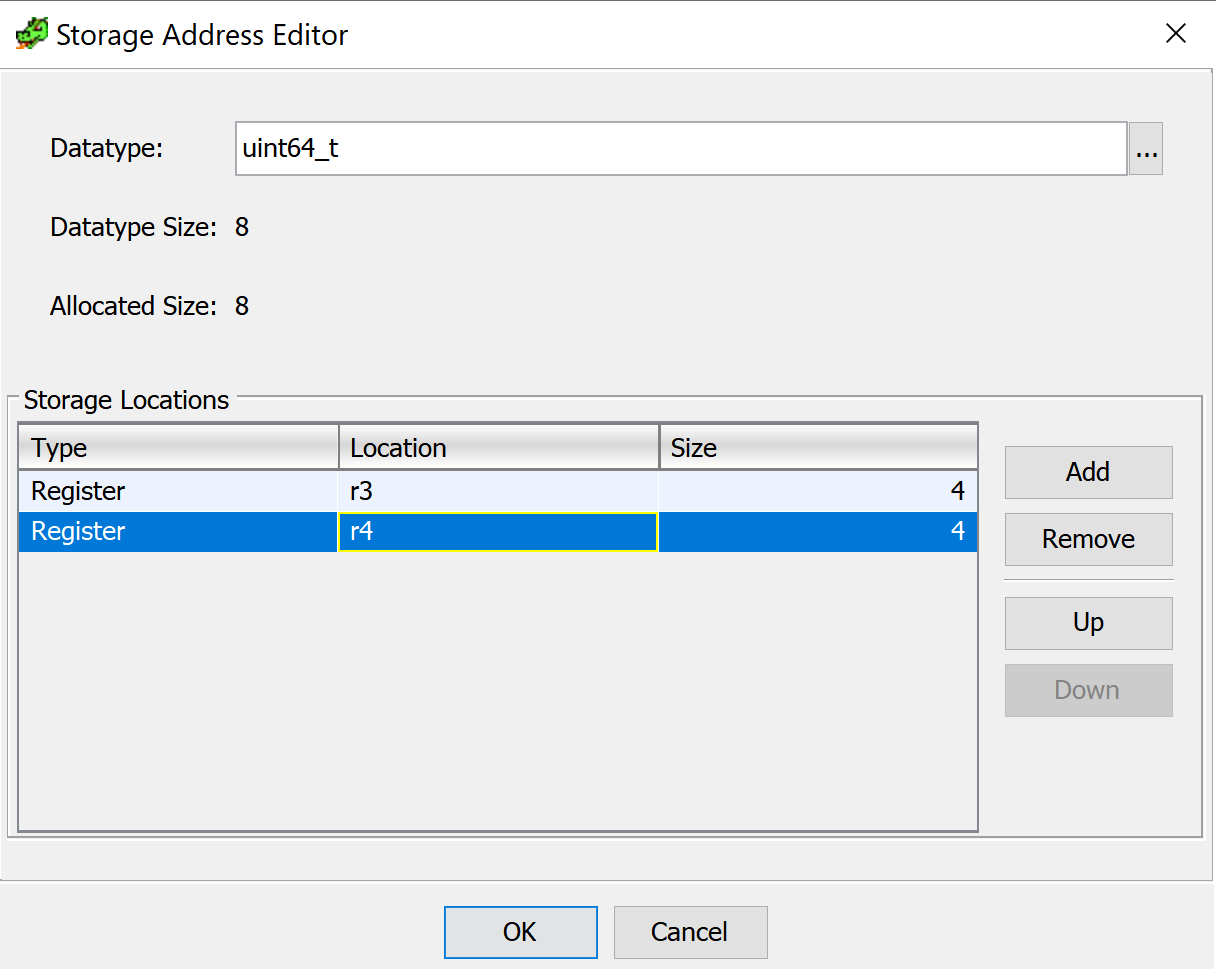 Storage Address Editor
Datatype: uint64_t ...
Datatype Size: 8
Allocated Size: 8
Storage Locations
Type Location Size
Register r3 4
Register r4 4
Add
Remove
Up
Down
OK Cancel